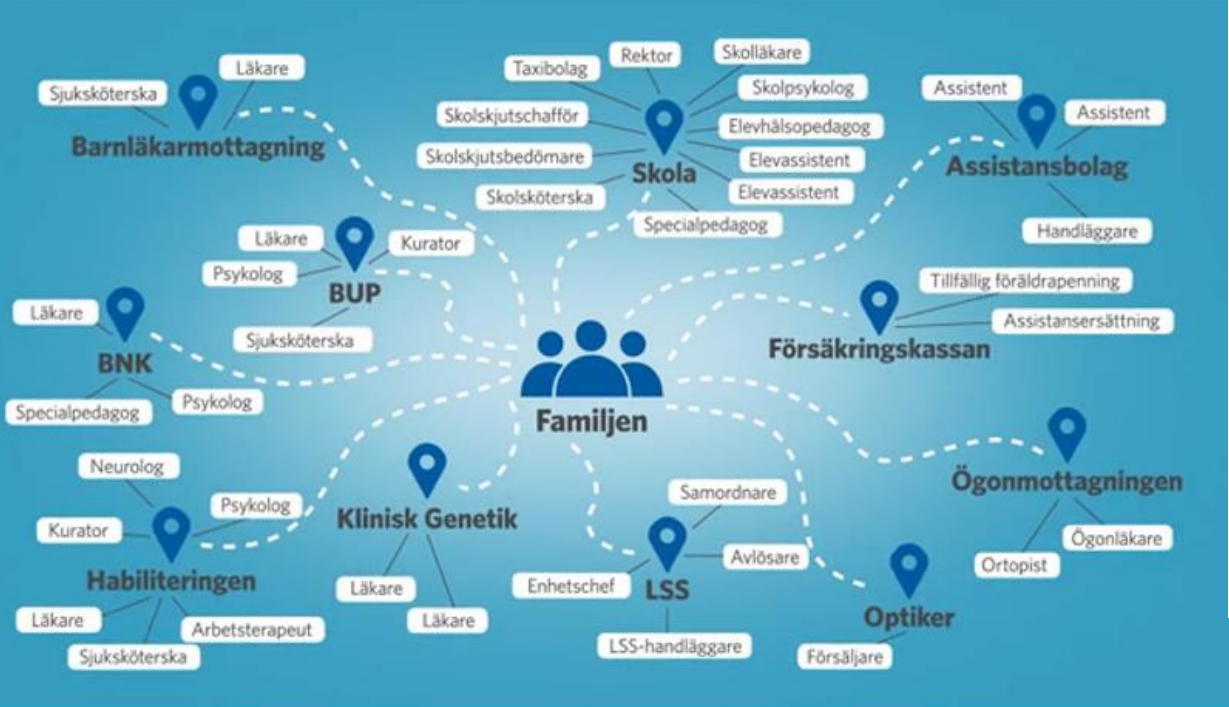 Läkare
Sjuksköterska
Barnläkarmottagning
Rektor
Skolläkare
Taxibolag
Skolpsykolog
Skolskjutschafför
Elevhälsopedagog
Skolskjutsbedömare
Elevassistent
Skola
Elevassistent
Skolsköterska
Specialpedagog
Assistent
Assistent
Assistansbolag
Handläggare
Läkare
Kurator
Psykolog
BUP
Sjuksköterska
Läkare
BNK
Specialpedagog
Psykolog
Tillfällig föräldrapenning
Assistansersättning
Försäkringskassan
Familjen
Neurolog
Psykolog
Kurator
Habiliteringen
Läkare
Arbetsterapeut
Sjuksköterska
Klinisk Genetik
Läkare
Läkare
Samordnare
Avlösare
Enhetschef
LSS
LSS-handläggare
Ögonmottagningen
Ögonläkare
Ortopist
Optiker
Försäljare